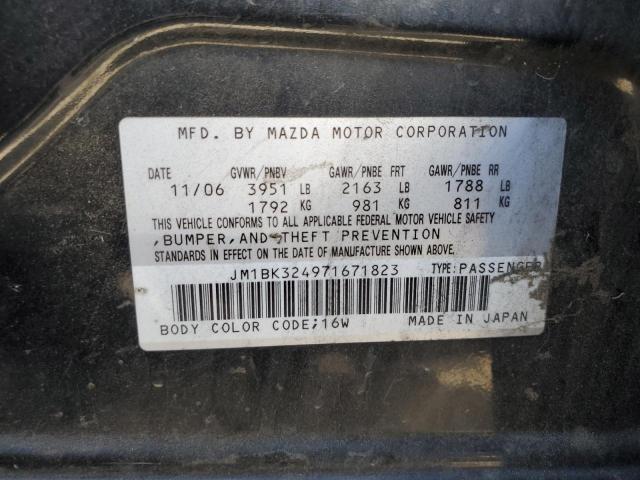 MFD. BY MAZDA MOTOR CORPORATION
DATE GVWR/PNBV GAWR/PNBE FRT GAWR/PNBE RR
11/06 3951 LB 2163 LB 1788 LB
1792 KG 981 KG 811 KG
THIS VEHICLE CONFORMS TO ALL APPLICABLE FEDERAL MOTOR VEHICLE SAFETY
,BUMPER,AND THEFT PREVENTION
STANDARDS IN EFFECT ON THE DATE OF MANUFACTURE SHOWN ABOVE.
JM1BK324971671823 TYPE:PASSENGER
BODY COLOR CODE;16W MADE IN JAPAN